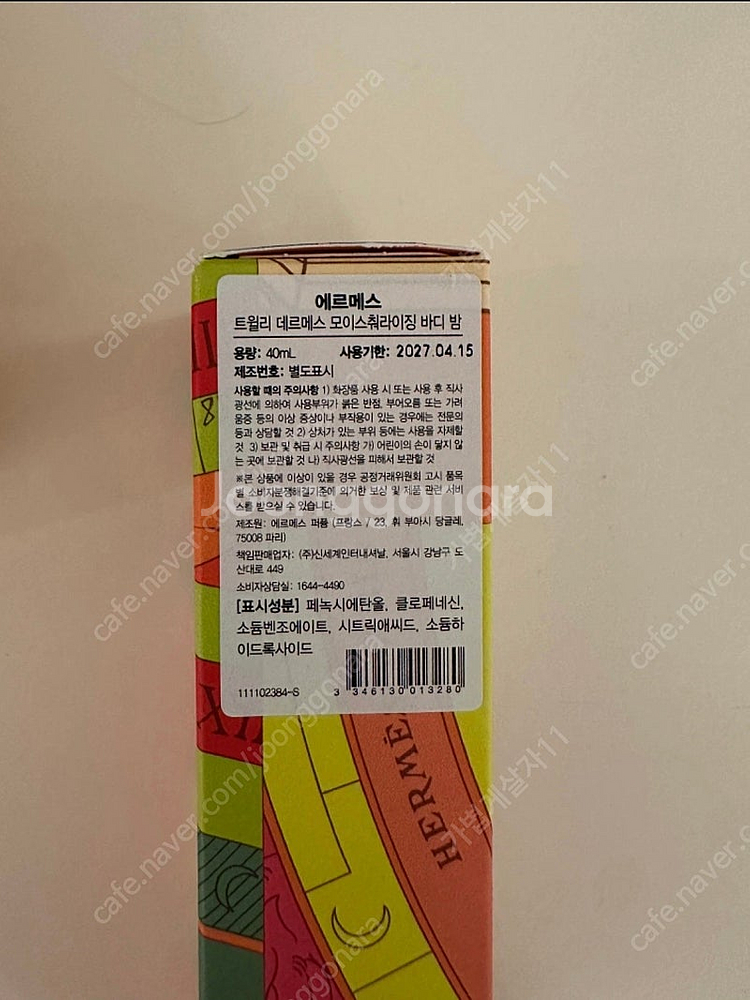 에르메스
트윌리 데르메스 모이스춰라이징 바디 밤
용량: 40mL 사용기한: 2027.04.15
제조번호: 별도표시
사용할 때의 주의사항 1) 화장품 사용 시 또는 사용 후 직사
광선에 의하여 사용부위가 붉은 반점, 부어오름 또는 가려
움증 등의 이상 증상이나 부작용이 있는 경우에는 전문의
등과 상담할 것 2) 상처가 있는 부위 등에는 사용을 자제할
것 3) 보관 및 취급 시 주의사항 가) 어린이의 손이 닿지 않
는 곳에 보관할 것 나) 직사광선을 피해서 보관할 것
※본 상품에 이상이 있을 경우 공정거래위원회 고시 품목
별 소비자분쟁해결기준에 의거한 보상 및 제품 관련 서비
스를 받으실 수 있습니다.
joonggonara
제조원: 에르메스 퍼퓸 (프랑스 / 23, 휘 부아시 당글레,
75008 파리)
책임판매업자: (주)신세계인터내셔날, 서울시 강남구 도
산대로 449
소비자상담실: 1644-4490
[표시성분] 페녹시에탄올, 클로페네신,
소듐벤조에이트, 시트릭애씨드, 소듐하
이드록사이드
111102384-S 3 346130 013280
HERMÈ
8
cafe.naver.com/joonggonara
가볍게살자11